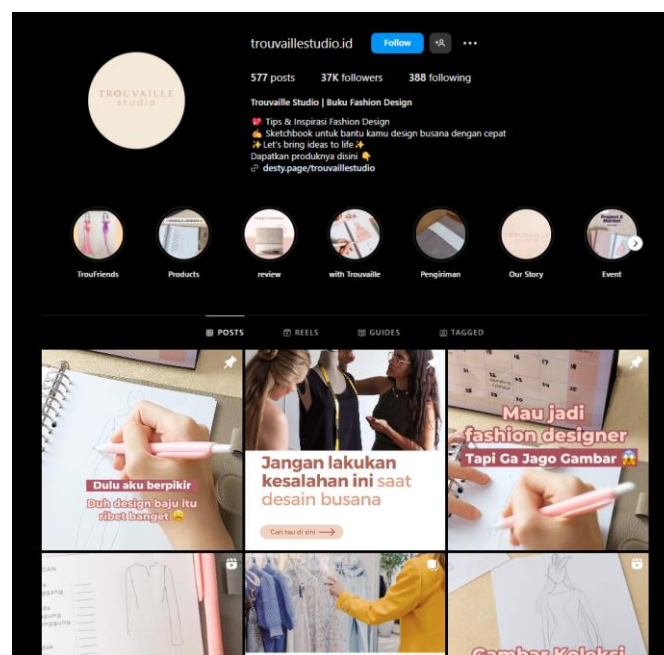 trouvaillestudio.id Follow
577 posts 37K followers 388 following
Trouvaille Studio | Buku Fashion Design
💖 Tips & Inspirasi Fashion Design
✍ Sketchbook untuk bantu kamu design busana dengan cepat
✨Let's bring ideas to life✨
Dapatkan produknya disini 👇
desty.page/trouvaillestudio
TROUVAILLE
studio
TrouFriends Products review with Trouvaille Pengiriman Our Story Event
POSTS REELS GUIDES TAGGED
Dulu aku berpikir
Duh design baju itu
ribet banget 😩
Jangan lakukan
kesalahan ini saat
desain busana
Cari tau di sini
Mau jadi
fashion designer
Tapi Ga Jago Gambar 😱
Gambar Koleksi